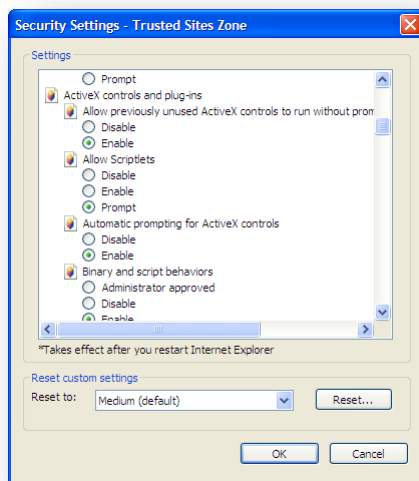 Security Settings - Trusted Sites Zone
Settings
Prompt
ActiveX controls and plug-ins
Allow previously unused ActiveX controls to run without prom
Disable
Enable
Allow Scriptlets
Disable
Enable
Prompt
Automatic prompting for ActiveX controls
Disable
Enable
Binary and script behaviors
Administrator approved
Disable
Enable
*Takes effect after you restart Internet Explorer
Reset custom settings
Reset to: Medium (default) Reset...
OK Cancel